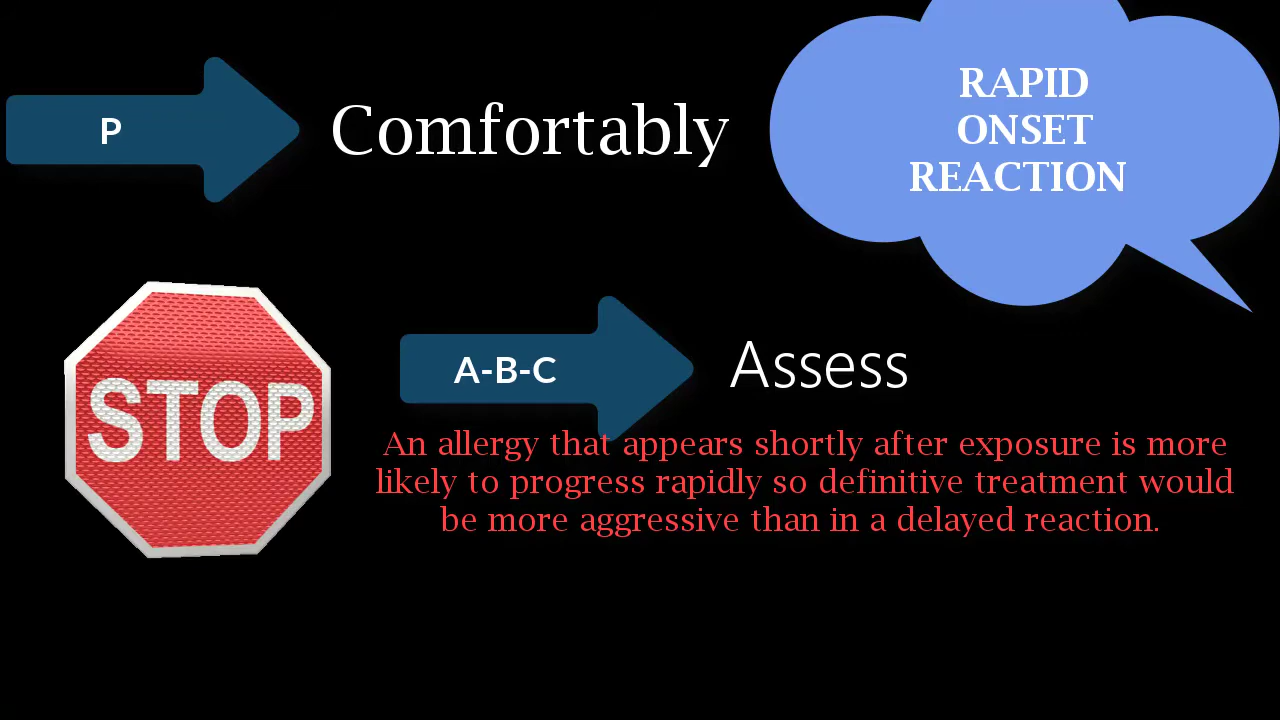 P
Comfortably
RAPID
ONSET
REACTION
STOP
A-B-C
Assess
An allergy that appears shortly after exposure is more
likely to progress rapidly so definitive treatment would
be more aggressive than in a delayed reaction.